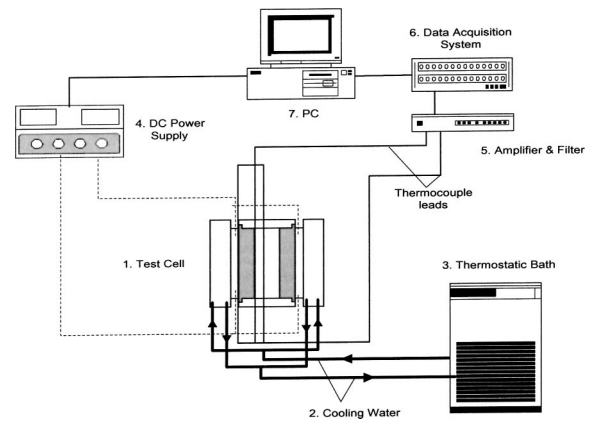 6. Data Acquisition
System
7. PC
4. DC Power
Supply
5. Amplifier & Filter
Thermocouple
leads
1. Test Cell
3. Thermostatic Bath
2. Cooling Water